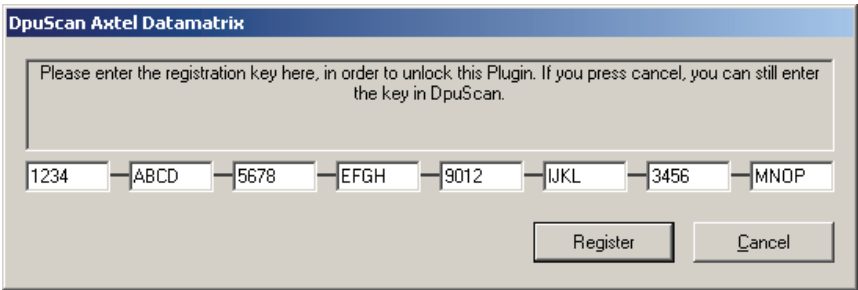 DpuScan Axtel Datamatrix
Please enter the registration key here, in order to unlock this Plugin. If you press cancel, you can still enter
the key in DpuScan.
1234 ABCD 5678 EFGH 9012 IJKL 3456 MNOP
Register Cancel